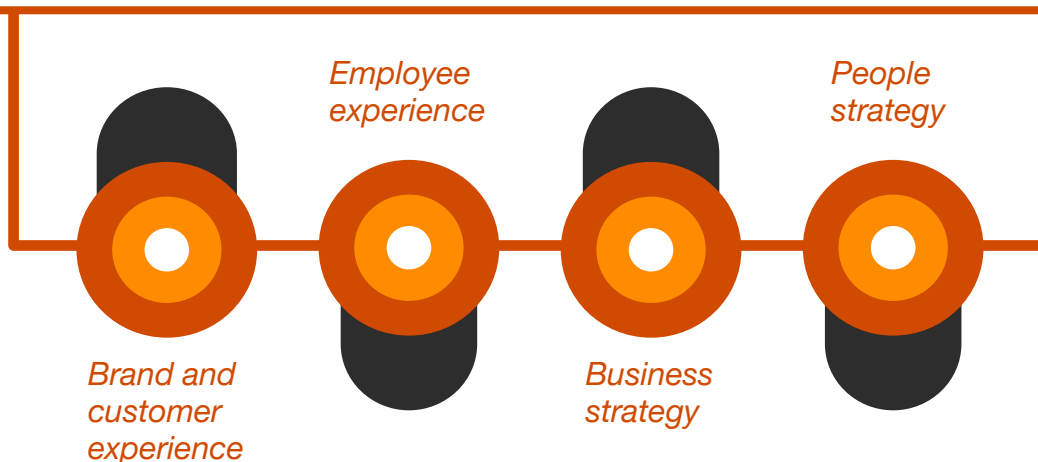 Employee
experience
People
strategy
Brand and
customer
experience
Business
strategy